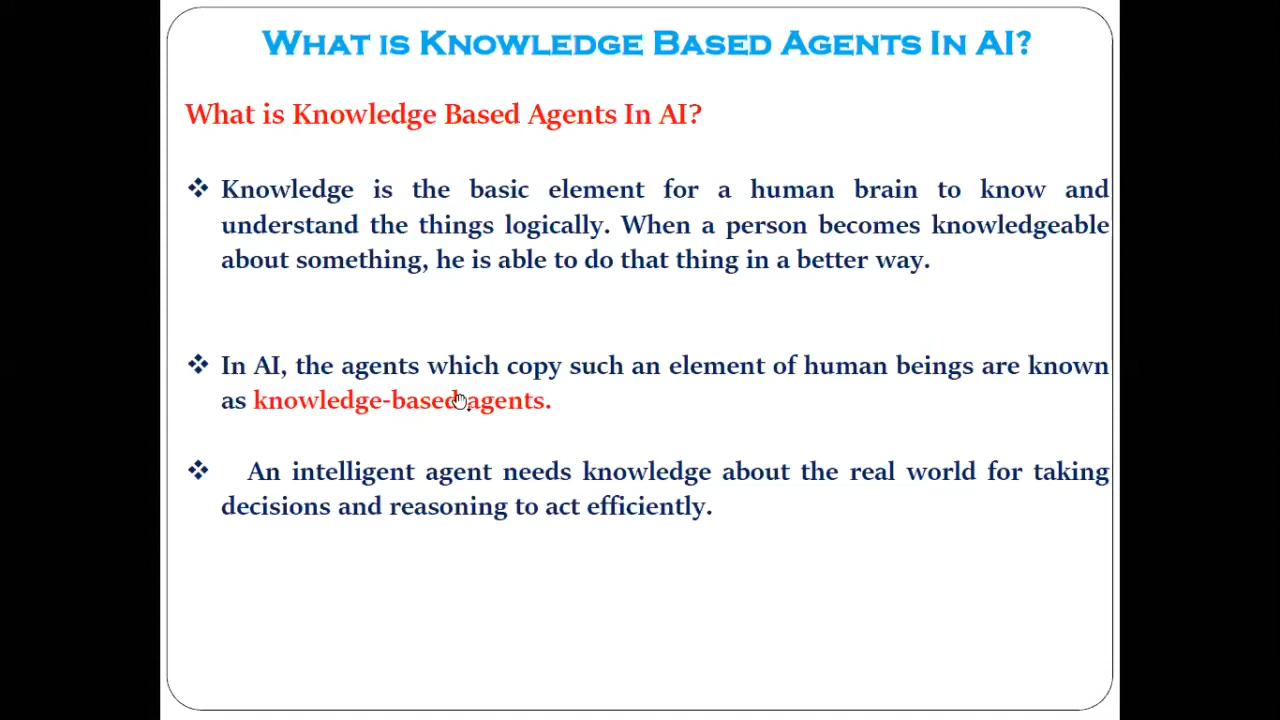 What is Knowledge Based Agents In AI?
What is Knowledge Based Agents In AI?
❖ Knowledge is the basic element for a human brain to know and
understand the things logically. When a person becomes knowledgeable
about something, he is able to do that thing in a better way.
❖ In AI, the agents which copy such an element of human beings are known
as knowledge-based agents.
❖ An intelligent agent needs knowledge about the real world for taking
decisions and reasoning to act efficiently.